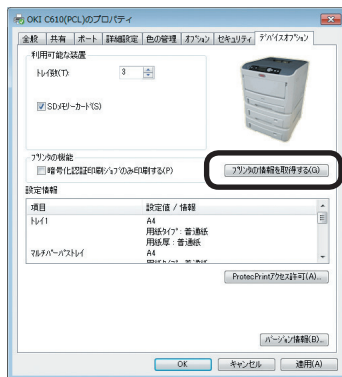 OKI C610(PCL)のプロパティ
全般 共有 ポート 詳細設定 色の管理 オプション セキュリティ デバイスオプション
利用可能な装置
トレイ段数(T): 3
SDメモリーカード(S)
プリンタの機能
暗号化認証印刷ジョブのみ印刷する(P)
プリンタの情報を取得する(G)
設定情報
項目 設定値 / 情報
トレイ1 A4
用紙タイプ: 普通紙
用紙厚: 普通紙
マルチパーパストレイ A4
ProtecPrintアクセス許可(A)...
バージョン情報(B)...
OK キャンセル 適用(A)